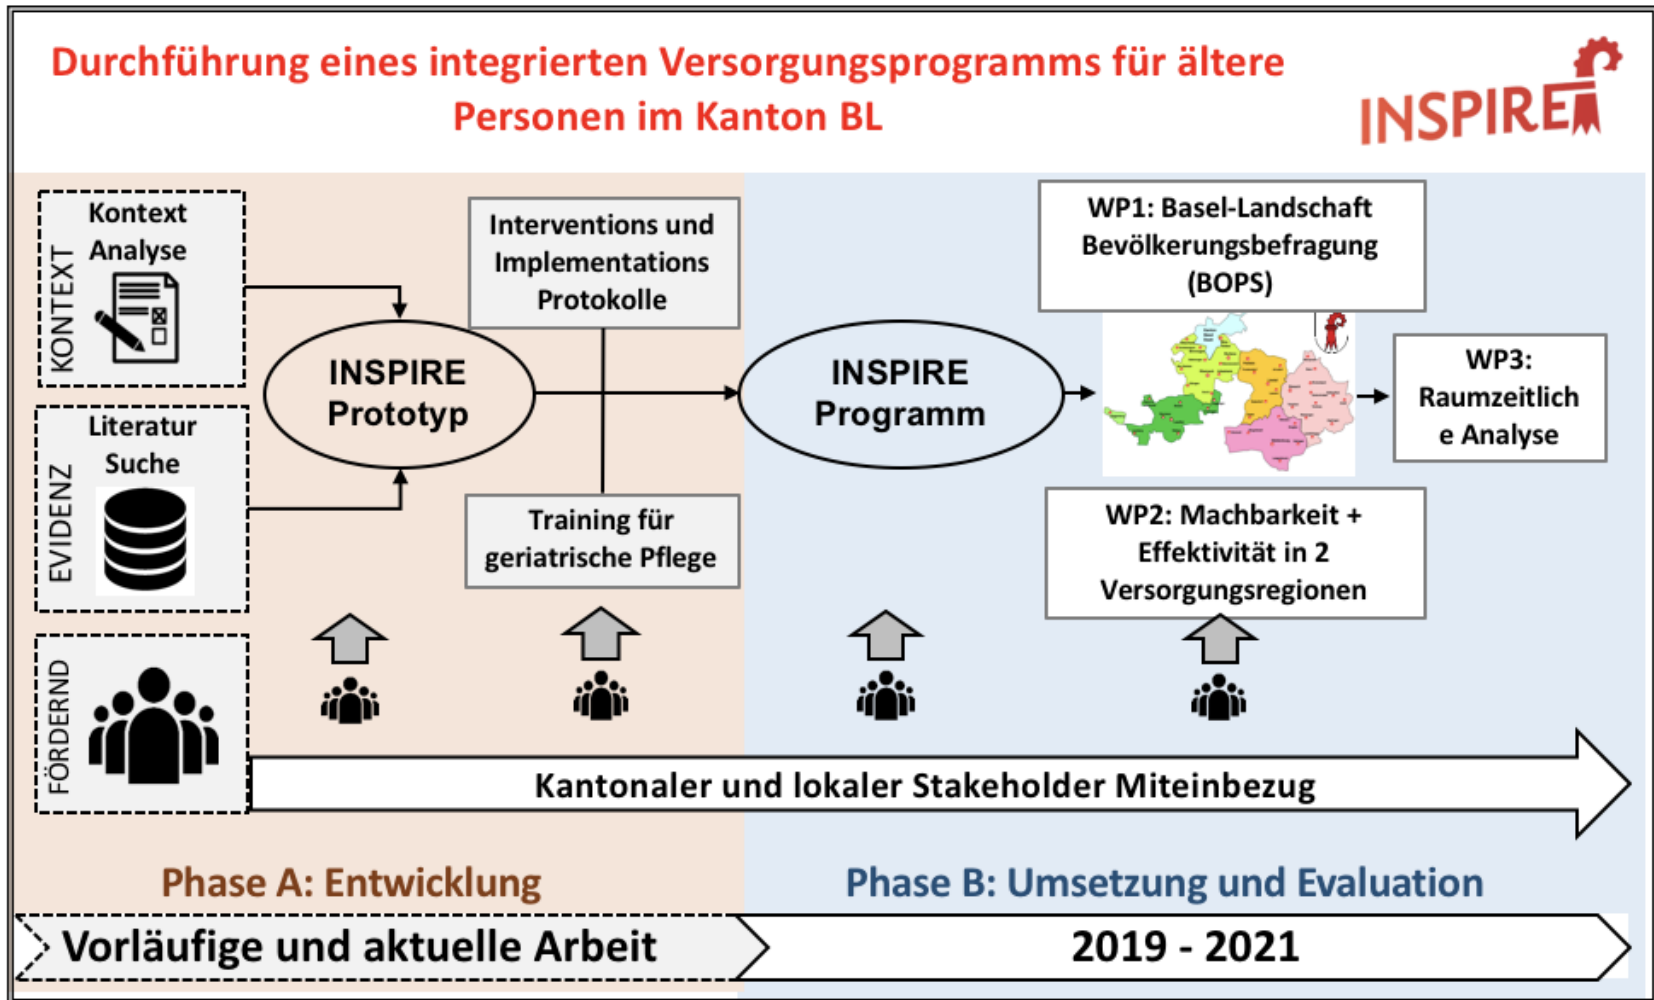 Durchführung eines integrierten Versorgungsprogramms für ältere
Personen im Kanton BL
INSPIRE
KONTEXT
Kontext
Analyse
EVIDENZ
Literatur
Suche
FÖRDERND
INSPIRE
Prototyp
Interventions und
Implementations
Protokolle
Training für
geriatrische Pflege
INSPIRE
Programm
WP1: Basel-Landschaft
Bevölkerungsbefragung
(BOPS)
WP2: Machbarkeit +
Effektivität in 2
Versorgungsregionen
WP3:
Raumzeitlich
e Analyse
Kantonaler und lokaler Stakeholder Miteinbezug
Phase A: Entwicklung
Phase B: Umsetzung und Evaluation
Vorläufige und aktuelle Arbeit
2019 - 2021